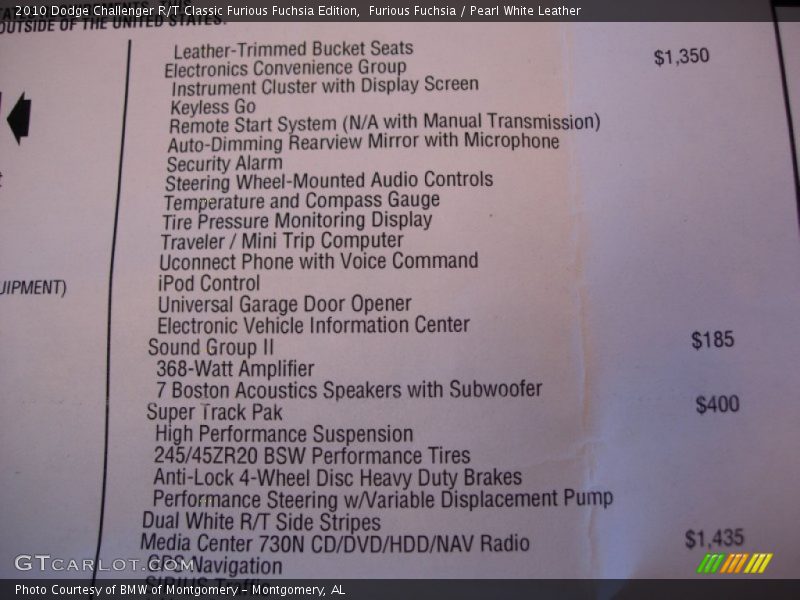 2010 Dodge Challenger R/T Classic Furious Fuchsia Edition, Furious Fuchsia / Pearl White Leather
OUTSIDE OF THE UNITED STATES.
Leather-Trimmed Bucket Seats
Electronics Convenience Group $1,350
Instrument Cluster with Display Screen
Keyless Go
Remote Start System (N/A with Manual Transmission)
Auto-Dimming Rearview Mirror with Microphone
Security Alarm
Steering Wheel-Mounted Audio Controls
Temperature and Compass Gauge
Tire Pressure Monitoring Display
Traveler / Mini Trip Computer
Uconnect Phone with Voice Command
UIPMENT)
iPod Control
Universal Garage Door Opener
Electronic Vehicle Information Center
Sound Group II $185
368-Watt Amplifier
7 Boston Acoustics Speakers with Subwoofer
Super Track Pak $400
High Performance Suspension
245/45ZR20 BSW Performance Tires
Anti-Lock 4-Wheel Disc Heavy Duty Brakes
Performance Steering w/Variable Displacement Pump
Dual White R/T Side Stripes
Media Center 730N CD/DVD/HDD/NAV Radio $1,435
GPS Navigation
SIRIUS Traffic
GTCARLOT.COM
Photo Courtesy of BMW of Montgomery - Montgomery, AL